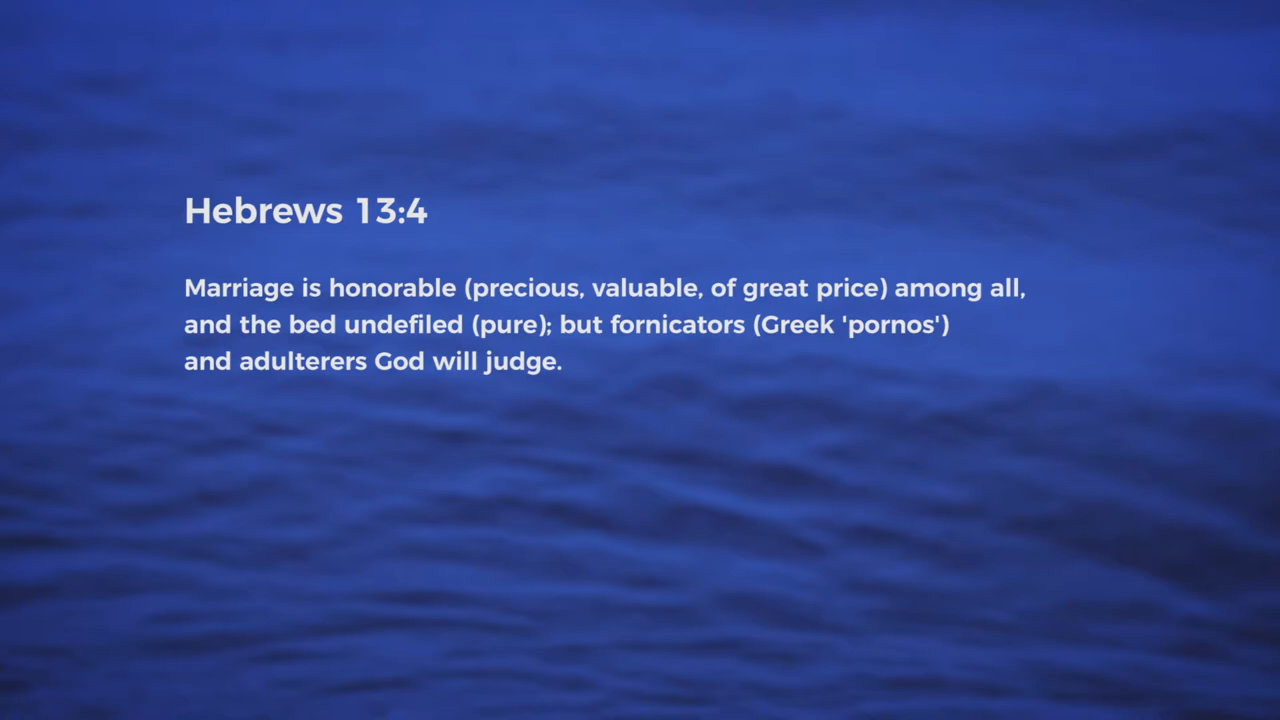 Hebrews 13:4
Marriage is honorable (precious, valuable, of great price) among all,
and the bed undefiled (pure); but fornicators (Greek 'pornos')
and adulterers God will judge.